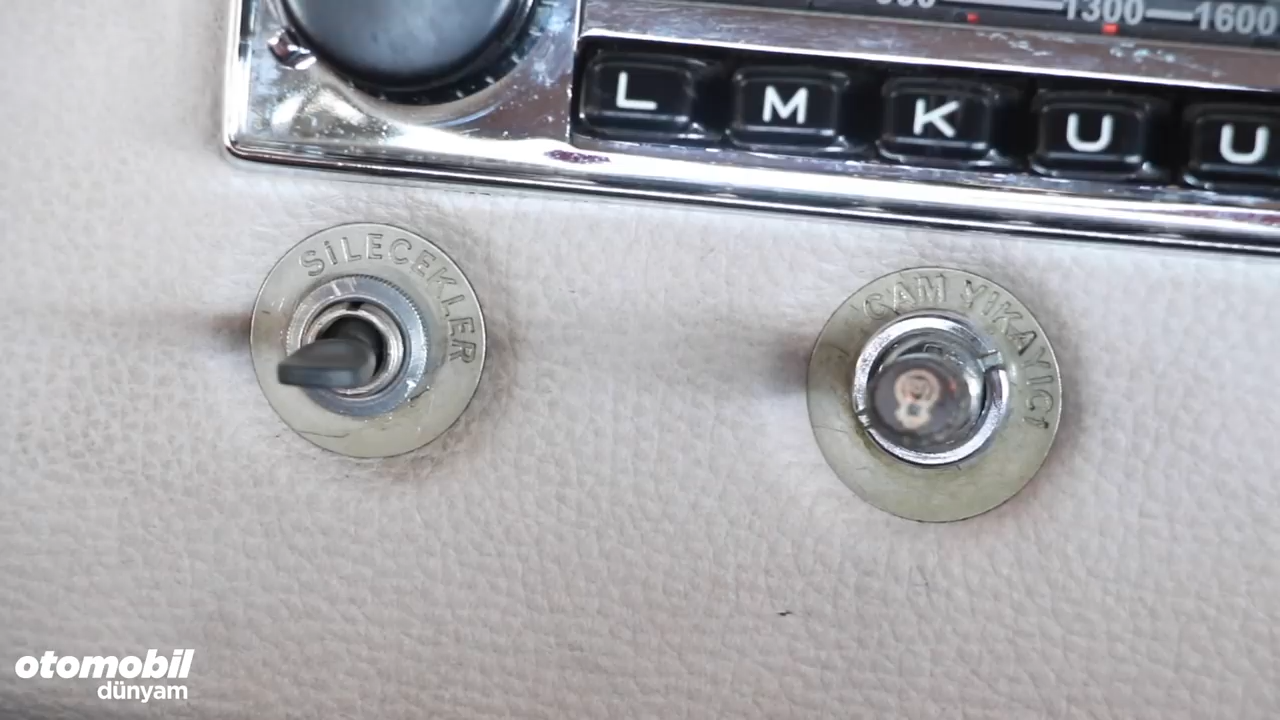 1300 1600
L M K U U
SİLECEKLER
CAM YIKAYICI
otomobil
dünyam